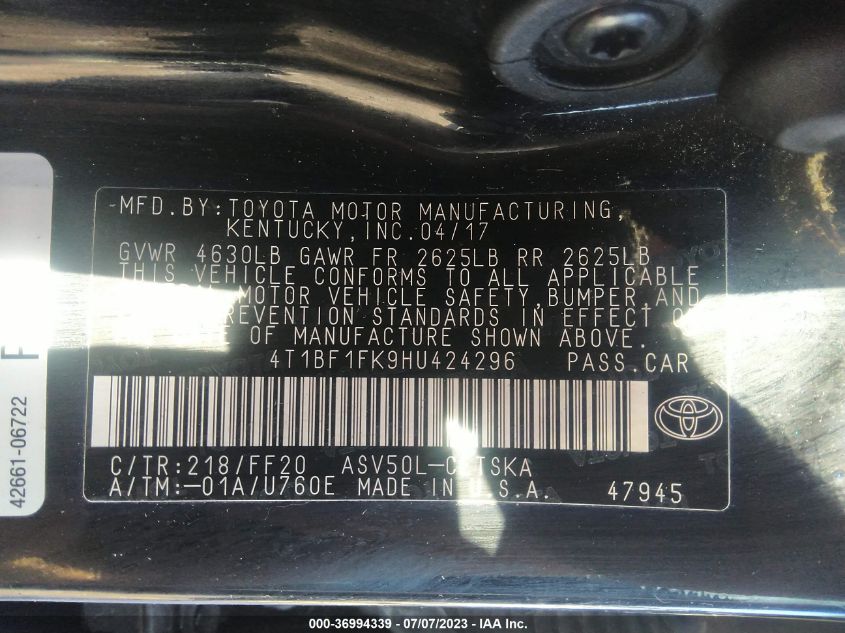 MFD.BY:TOYOTA MOTOR MANUFACTURING,
KENTUCKY,INC.04/17
GVWR 4630LB GAWR FR 2625LB RR 2625LB
THIS VEHICLE CONFORMS TO ALL APPLICABLE
MOTOR VEHICLE SAFETY,BUMPER,AND
STANDARDS IN EFFECT
OF MANUFACTURE SHOWN ABOVE.
4T1BF1FK9HU424296 PASS.CAR
C/TR:218/FF20
A/TM:-01A/U760E MADE IN U.S.A. 47945
42661-06722
000-36994339 / 07/07/2023 - IAA Inc.